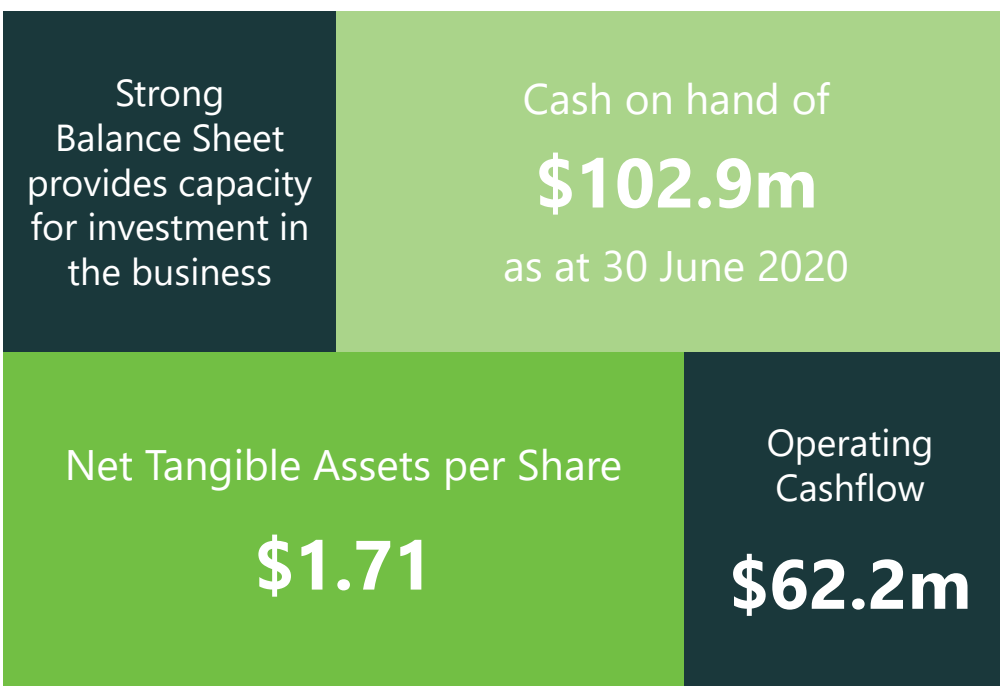 Strong
Balance Sheet
provides capacity
for investment in
the business
Cash on hand of
$102.9m
as at 30 June 2020
Net Tangible Assets per Share
$1.71
Operating
Cashflow
$62.2m